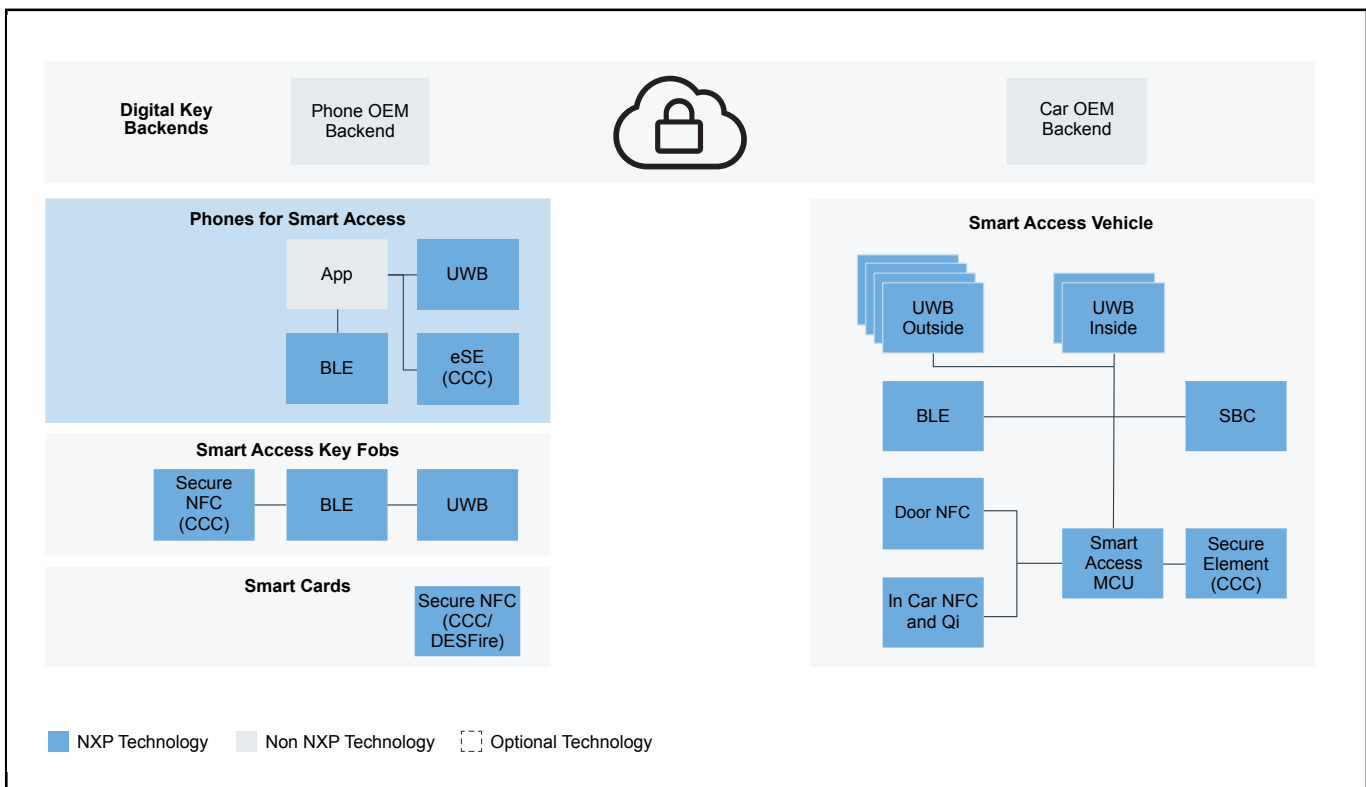 Digital Key
Backends
Phone OEM
Backend
Car OEM
Backend
Phones for Smart Access
App
UWB
BLE
eSE
(CCC)
Smart Access Key Fobs
Secure
NFC
(CCC)
BLE
UWB
Smart Cards
Secure NFC
(CCC/
DESFire)
Smart Access Vehicle
UWB
Outside
UWB
Inside
BLE
SBC
Door NFC
Smart
Access
MCU
Secure
Element
(CCC)
In Car NFC
and Qi
NXP Technology
Non NXP Technology
Optional Technology